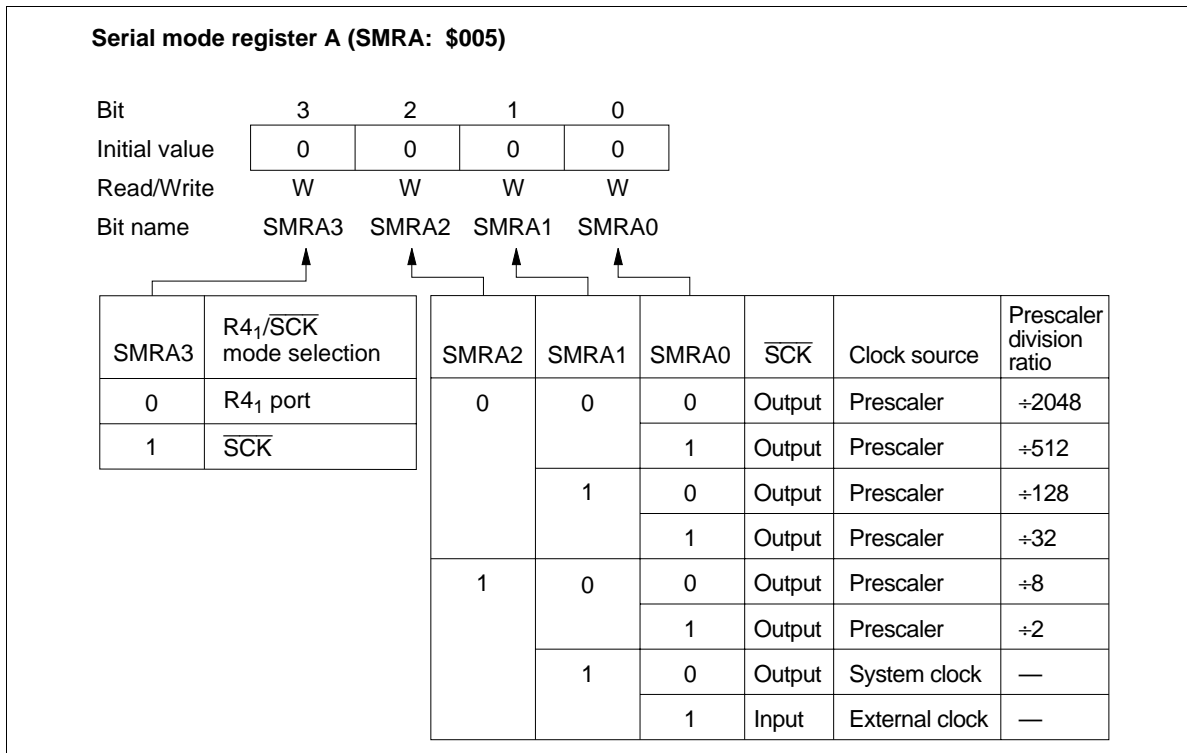 Serial mode register A (SMRA: $005)
Bit 3 2 1 0
Initial value 0 0 0 0
Read/Write W W W W
Bit name SMRA3 SMRA2 SMRA1 SMRA0
SMRA3 R4₁/S̅C̅K̅ mode selection
0 R4₁ port
1 S̅C̅K̅
SMRA2 SMRA1 SMRA0 S̅C̅K̅ Clock source Prescaler division ratio
0 0 0 Output Prescaler ÷2048
1 Output Prescaler ÷512
1 0 Output Prescaler ÷128
1 Output Prescaler ÷32
1 0 0 Output Prescaler ÷8
1 Output Prescaler ÷2
1 0 Output System clock —
1 Input External clock —